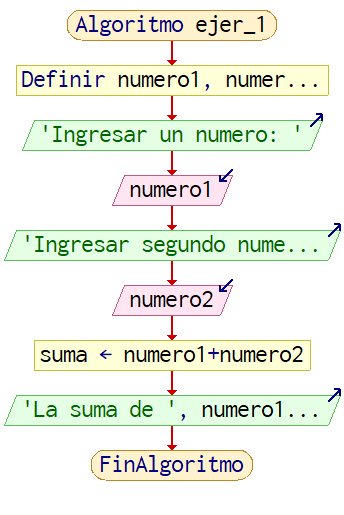 Algoritmo ejer_1
Definir numero1, numer...
'Ingresar un numero: '
numero1
'Ingresar segundo nume...
numero2
suma ← numero1+numero2
'La suma de ', numero1...
FinAlgoritmo